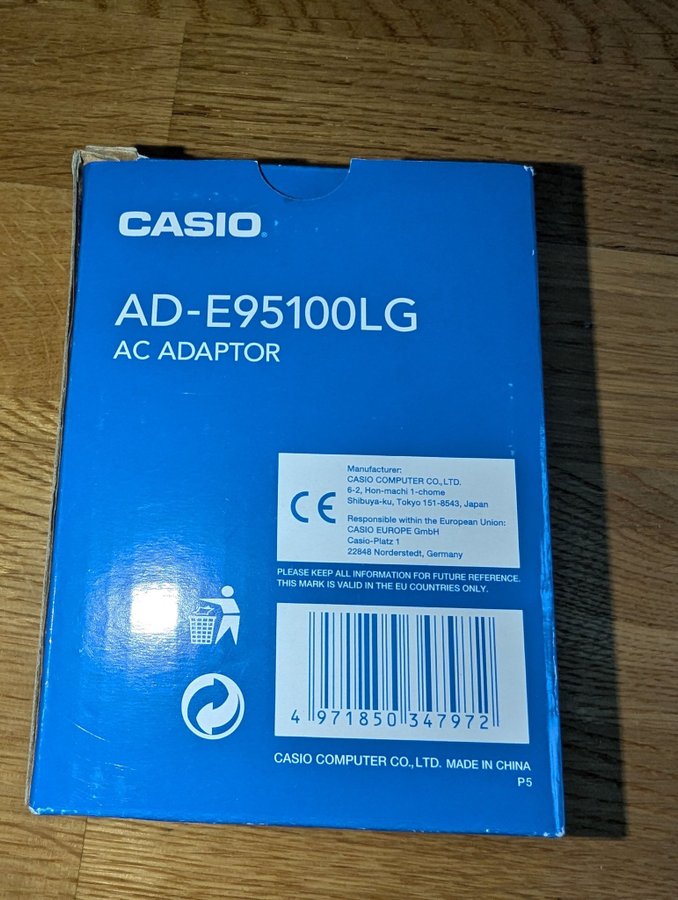 CASIO®
AD-E95100LG
AC ADAPTOR
CE
Manufacturer:
CASIO COMPUTER CO.,LTD.
6-2, Hon-machi 1-chome
Shibuya-ku, Tokyo 151-8543, Japan
Responsible within the European Union:
CASIO EUROPE GmbH
Casio-Platz 1
22848 Norderstedt, Germany
PLEASE KEEP ALL INFORMATION FOR FUTURE REFERENCE.
THIS MARK IS VALID IN THE EU COUNTRIES ONLY.
4 971850 347972
CASIO COMPUTER CO.,LTD. MADE IN CHINA
P5